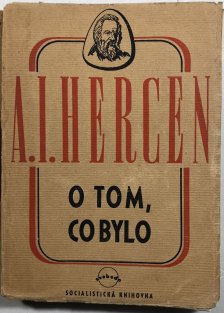 A.I.HERCEN
O TOM,
CO BYLO
svoboda
SOCIALISTICKÁ KNIHOVNA